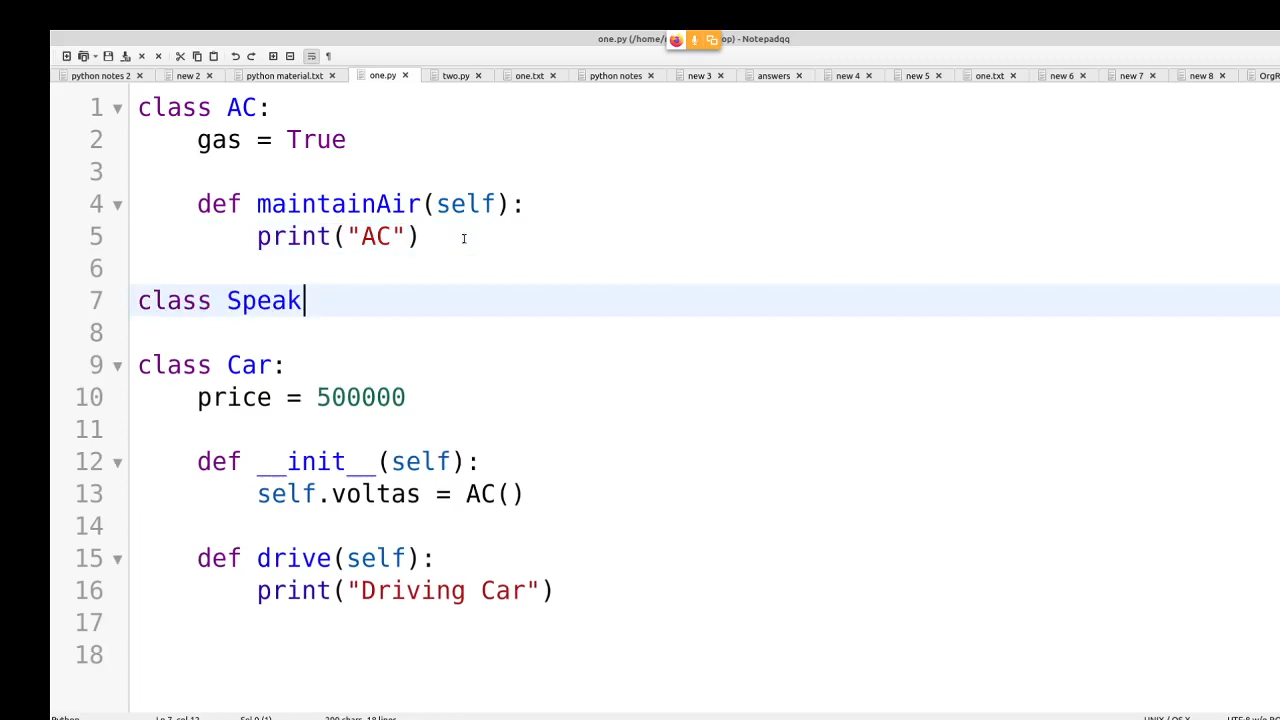 one.py (/home/ op) - Notepadqq
python notes 2 new 2 python material.txt one.py two.py one.txt python notes new 3 answers new 4 new 5 one.txt new 6 new 7 new 8
1 class AC:
2 gas = True
3
4 def maintainAir(self):
5 print("AC")
6
7 class Speak
8
9 class Car:
10 price = 500000
11
12 def __init__(self):
13 self.voltas = AC()
14
15 def drive(self):
16 print("Driving Car")
17
18